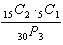 ₁₅C₂ · ₅C₁
₃₀P₃